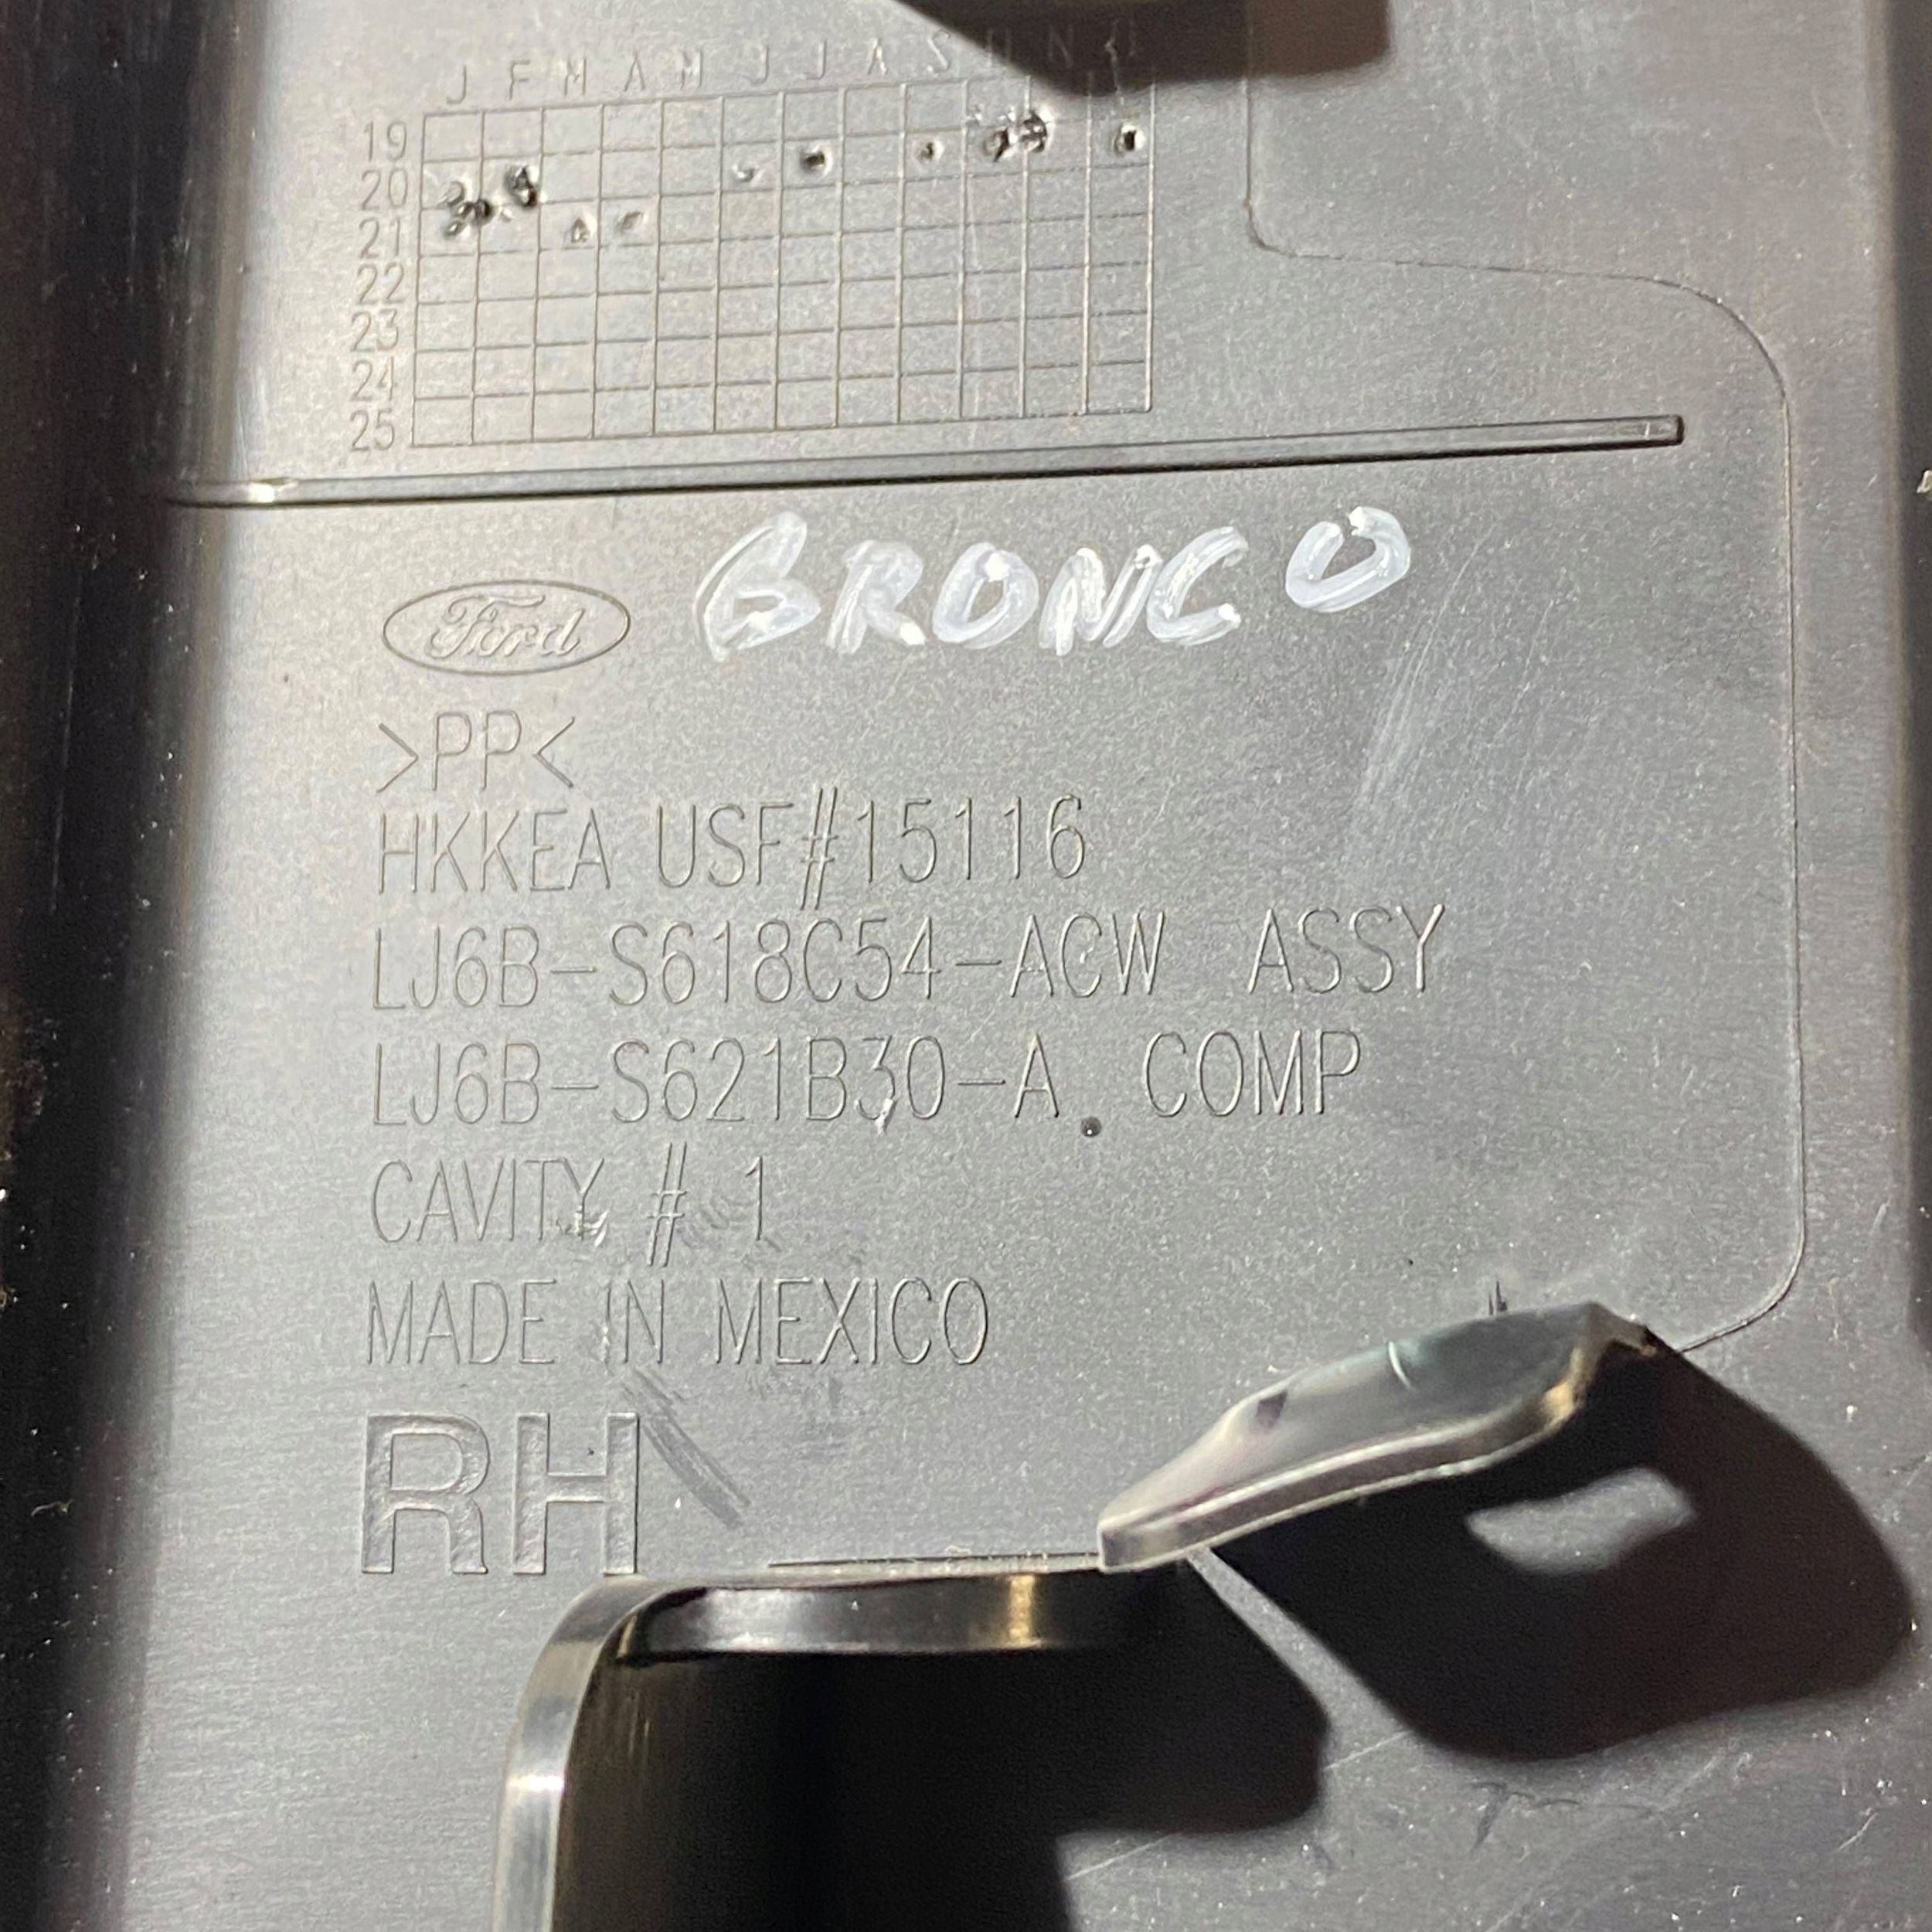 J F M A M J J A S O N D
19
20
21
22
23
24
25
BRONCO
Ford
>PP<
HKKEA USF#15116
LJ6B-S618C54-ACW ASSY
LJ6B-S621B30-A COMP
CAVITY # 1
MADE IN MEXICO
RH